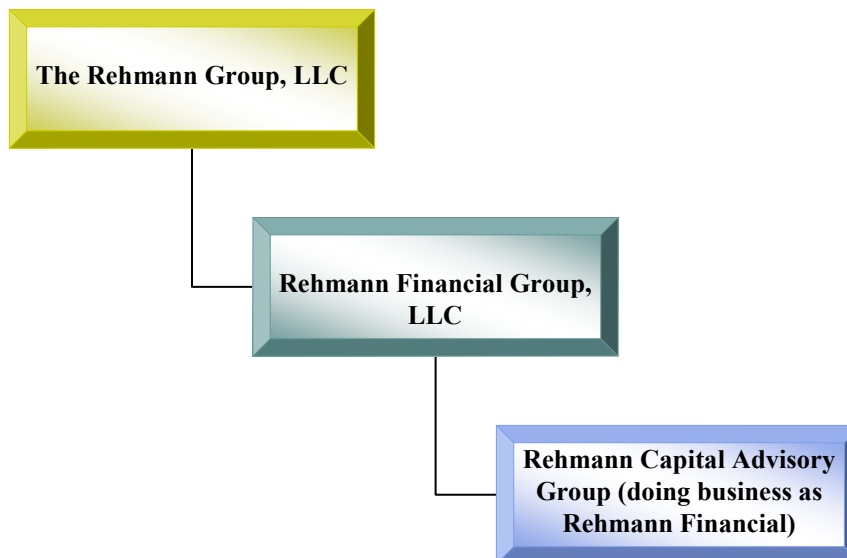 The Rehmann Group, LLC
Rehmann Financial Group,
LLC
Rehmann Capital Advisory
Group (doing business as
Rehmann Financial)